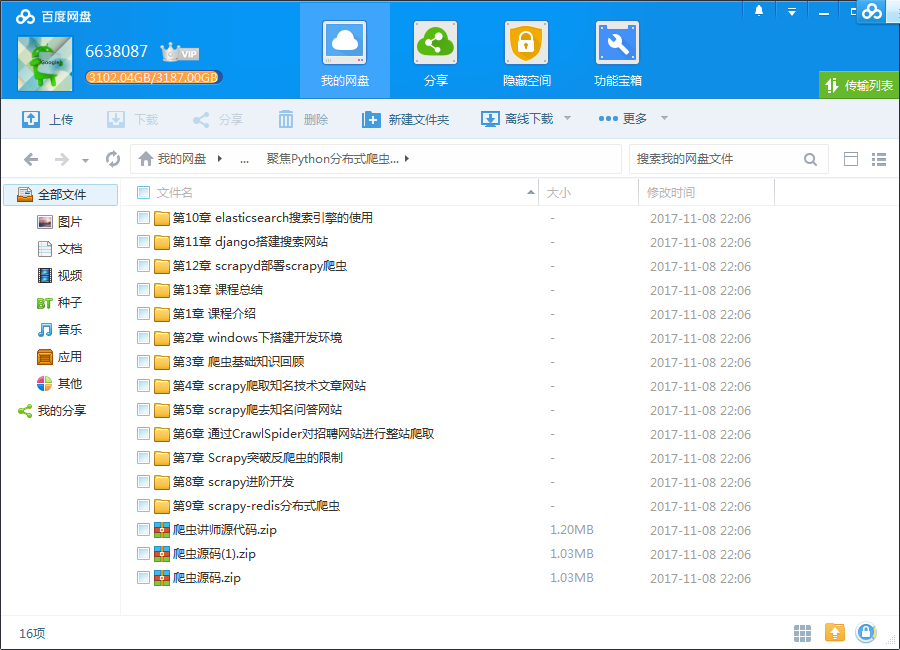 百度网盘
6638087 VIP
3102.04GB/3187.00GB
我的网盘 分享 隐藏空间 功能宝箱
传输列表
上传 下载 分享 删除 新建文件夹 离线下载 更多
我的网盘 ... 聚焦Python分布式爬虫... 搜索我的网盘文件
全部文件
图片
文档
视频
BT 种子
音乐
应用
其他
我的分享
文件名 大小 修改时间
第10章 elasticsearch搜索引擎的使用 - 2017-11-08 22:06
第11章 django搭建搜索网站 - 2017-11-08 22:06
第12章 scrapyd部署scrapy爬虫 - 2017-11-08 22:06
第13章 课程总结 - 2017-11-08 22:06
第1章 课程介绍 - 2017-11-08 22:06
第2章 windows下搭建开发环境 - 2017-11-08 22:06
第3章 爬虫基础知识回顾 - 2017-11-08 22:06
第4章 scrapy爬取知名技术文章网站 - 2017-11-08 22:06
第5章 scrapy爬去知名问答网站 - 2017-11-08 22:06
第6章 通过CrawlSpider对招聘网站进行整站爬取 - 2017-11-08 22:06
第7章 Scrapy突破反爬虫的限制 - 2017-11-08 22:06
第8章 scrapy进阶开发 - 2017-11-08 22:06
第9章 scrapy-redis分布式爬虫 - 2017-11-08 22:06
爬虫讲师源代码.zip 1.20MB 2017-11-08 22:06
爬虫源码(1).zip 1.03MB 2017-11-08 22:06
爬虫源码.zip 1.03MB 2017-11-08 22:06
16项